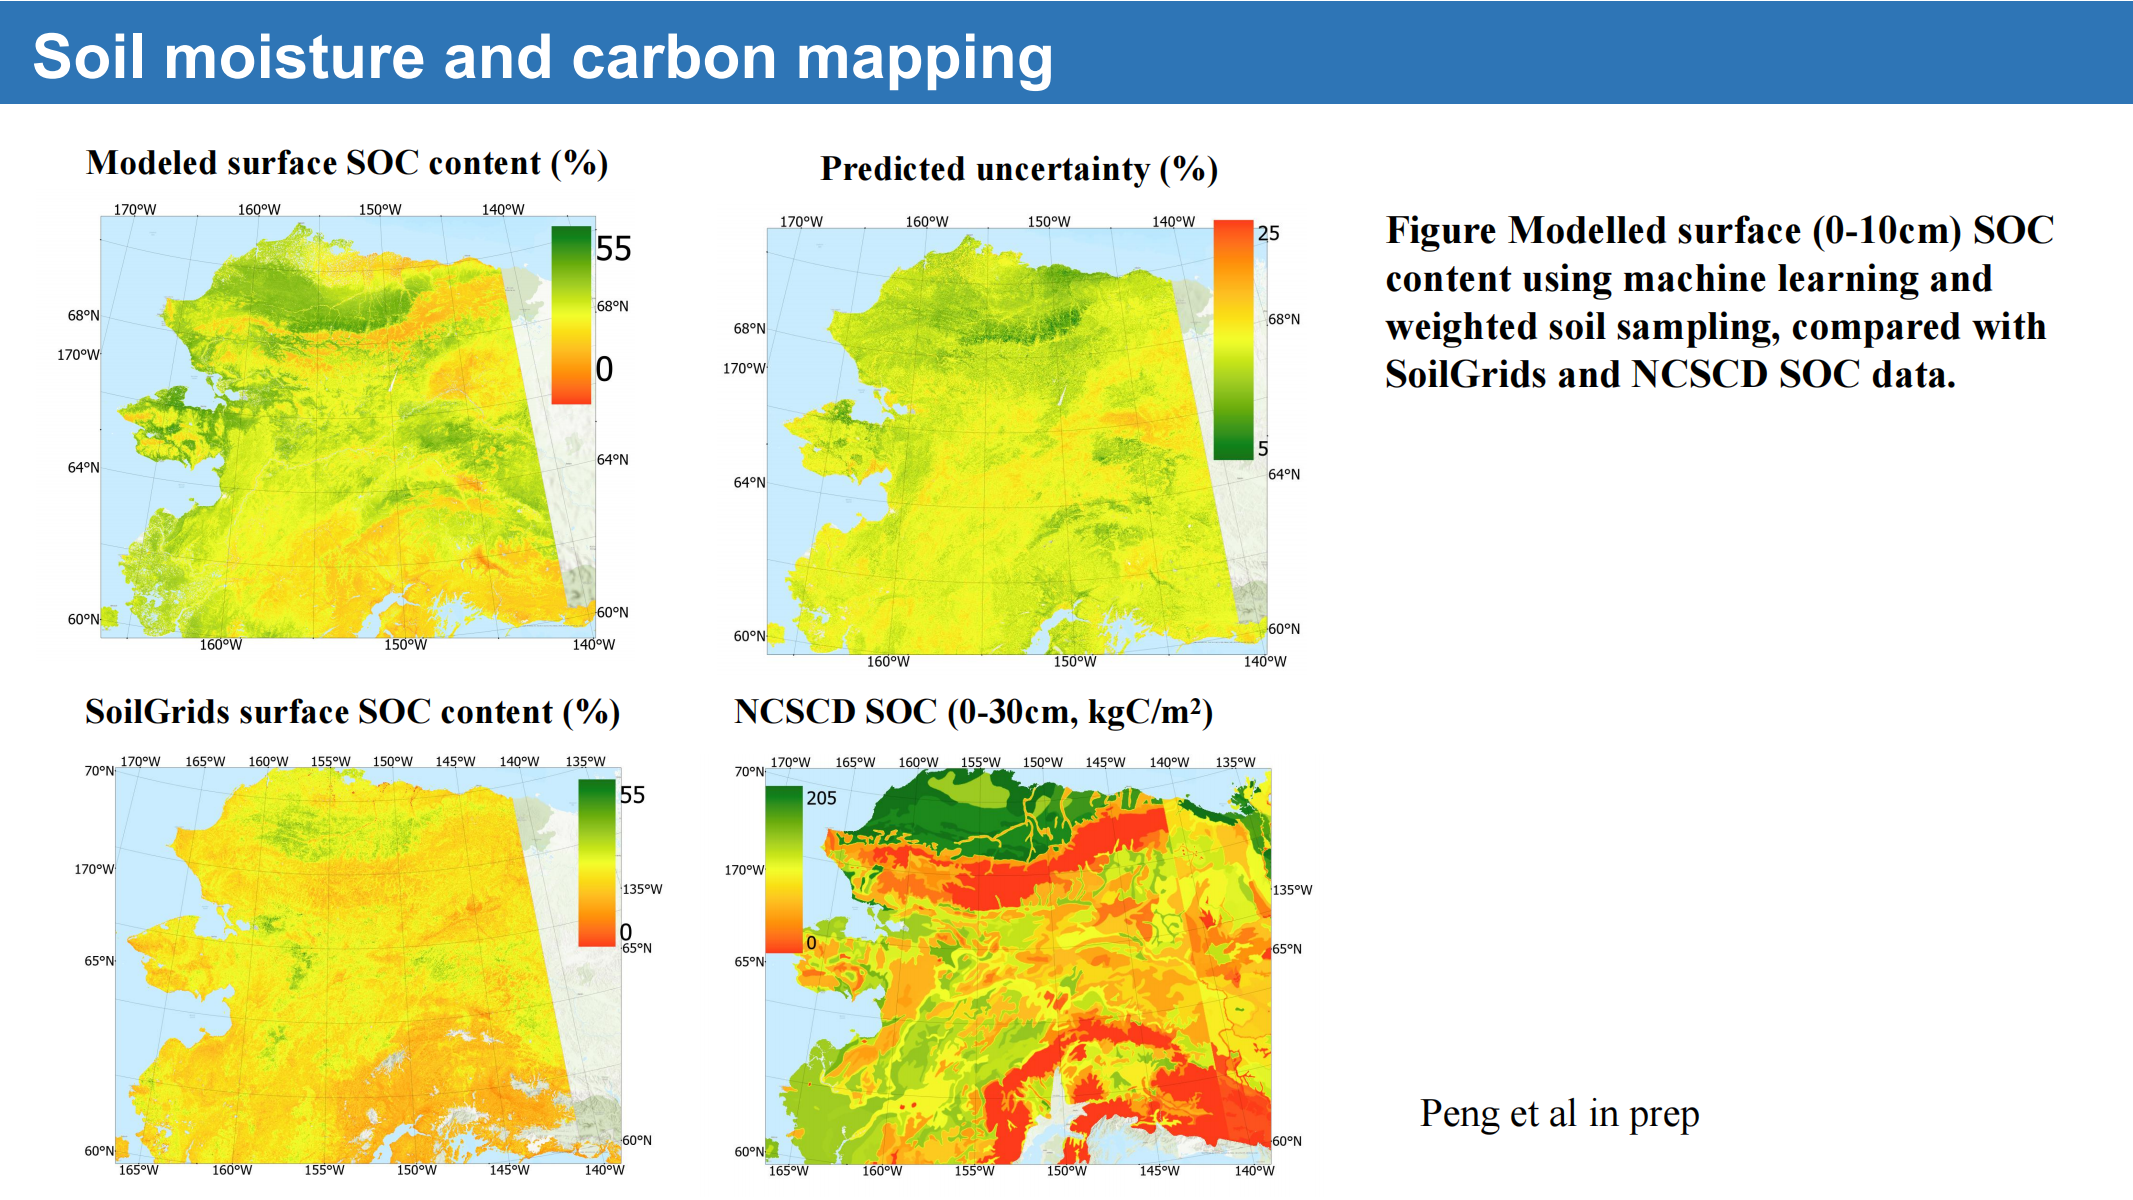 Soil moisture and carbon mapping
Modeled surface SOC content (%)
170°W 160°W 150°W 140°W
55
68°N
68°N
170°W
0
64°N
64°N
60°N
60°N
160°W 150°W 140°W
Predicted uncertainty (%)
170°W 160°W 150°W 140°W
25
68°N
68°N
170°W
5
64°N
64°N
60°N
60°N
160°W 150°W 140°W
Figure Modelled surface (0-10cm) SOC
content using machine learning and
weighted soil sampling, compared with
SoilGrids and NCSCD SOC data.
SoilGrids surface SOC content (%)
170°W 165°W 160°W 155°W 150°W 145°W 140°W 135°W
70°N
55
170°W
135°W
0
65°N
65°N
60°N
60°N
165°W 160°W 155°W 150°W 145°W 140°W
NCSCD SOC (0-30cm, kgC/m²)
170°W 165°W 160°W 155°W 150°W 145°W 140°W 135°W
70°N
205
170°W
135°W
0
65°N
65°N
60°N
60°N
165°W 160°W 155°W 150°W 145°W 140°W
Peng et al in prep